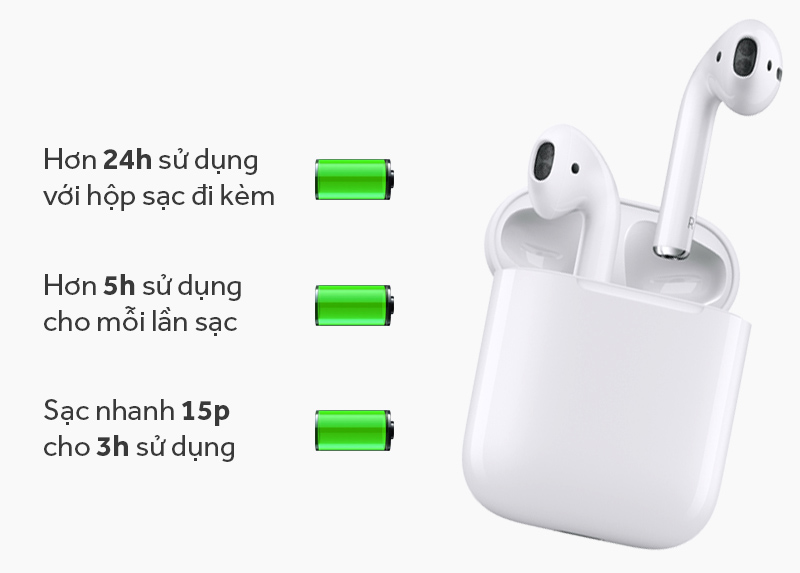 Hơn 24h sử dụng
với hộp sạc đi kèm
Hơn 5h sử dụng
cho mỗi lần sạc
Sạc nhanh 15p
cho 3h sử dụng
R